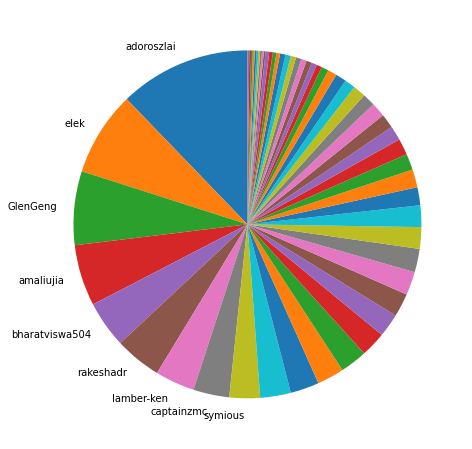 adoroszlai
elek
GlenGeng
amaliujia
bharatviswa504
rakeshadr
lamber-ken
captainzmc
symious